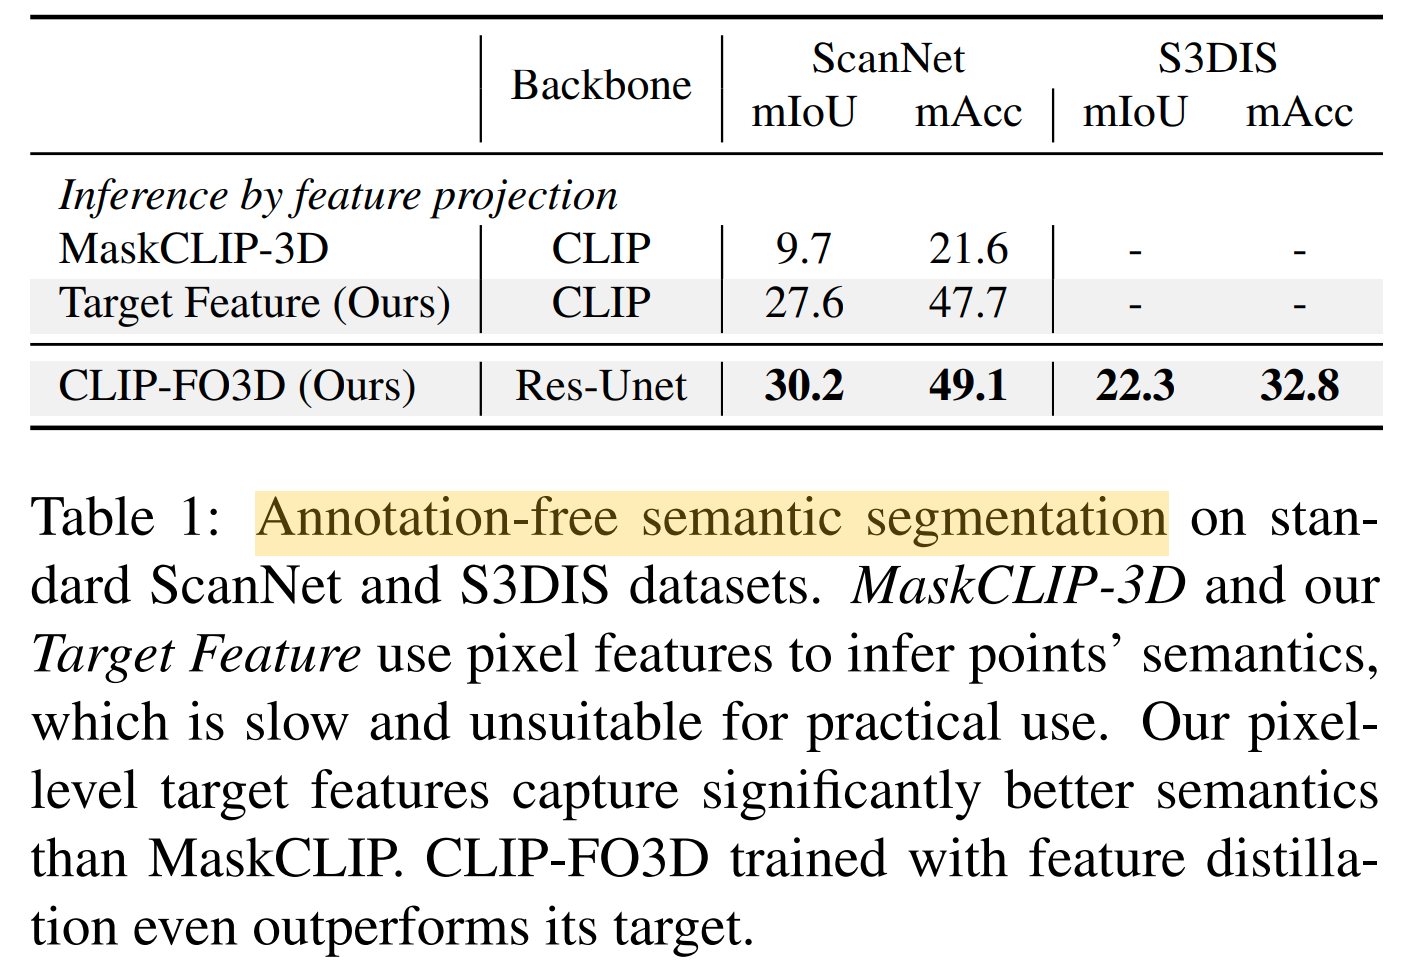 ScanNet S3DIS
Backbone mIoU mAcc mIoU mAcc
Inference by feature projection
MaskCLIP-3D CLIP 9.7 21.6 - -
Target Feature (Ours) CLIP 27.6 47.7 - -
CLIP-FO3D (Ours) Res-Unet 30.2 49.1 22.3 32.8
Table 1: Annotation-free semantic segmentation on stan-
dard ScanNet and S3DIS datasets. MaskCLIP-3D and our
Target Feature use pixel features to infer points’ semantics,
which is slow and unsuitable for practical use. Our pixel-
level target features capture significantly better semantics
than MaskCLIP. CLIP-FO3D trained with feature distilla-
tion even outperforms its target.